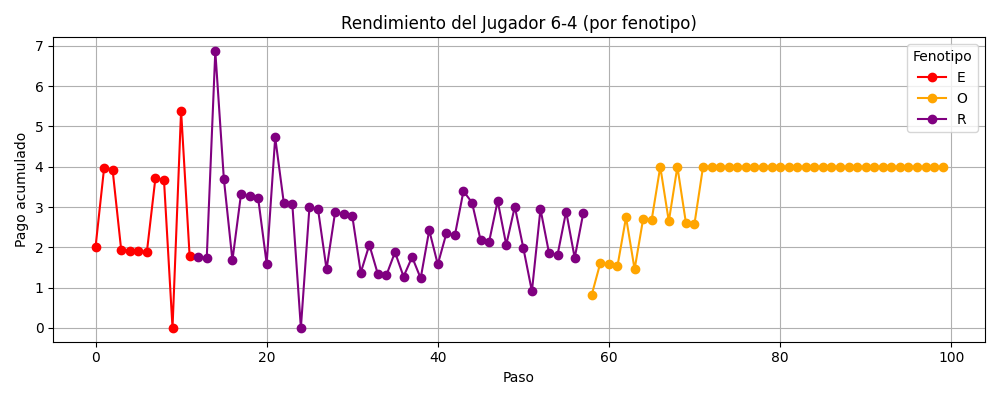 Rendimiento del Jugador 6-4 (por fenotipo)
Pago acumulado
7
6
5
4
3
2
1
0
Fenotipo
E
O
R
0 20 40 60 80 100
Paso